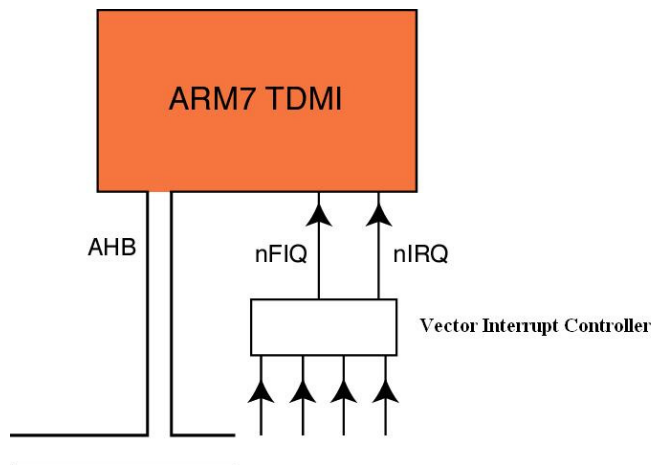 ARM7 TDMI
AHB
nFIQ
nIRQ
Vector Interrupt Controller